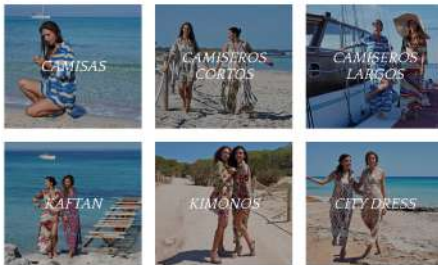 CAMISAS
CAMISEROS
CORTOS
CAMISEROS
LARGOS
KAFTAN
KIMONOS
CITY DRESS